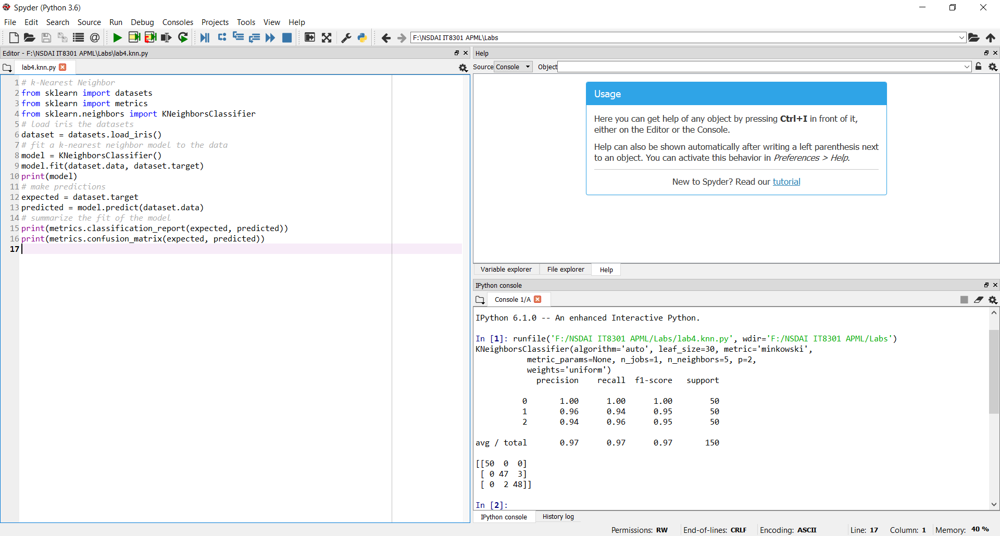 Spyder (Python 3.6)
File Edit Search Source Run Debug Consoles Projects Tools View Help
F:\NSDAI IT8301 APML\Labs
Editor - F:\NSDAI IT8301 APML\Labs\lab4.knn.py
lab4.knn.py
1 # k-Nearest Neighbor
2 from sklearn import datasets
3 from sklearn import metrics
4 from sklearn.neighbors import KNeighborsClassifier
5 # load iris the datasets
6 dataset = datasets.load_iris()
7 # fit a k-nearest neighbor model to the data
8 model = KNeighborsClassifier()
9 model.fit(dataset.data, dataset.target)
10 print(model)
11 # make predictions
12 expected = dataset.target
13 predicted = model.predict(dataset.data)
14 # summarize the fit of the model
15 print(metrics.classification_report(expected, predicted))
16 print(metrics.confusion_matrix(expected, predicted))
17
Help
Source Console Object
Usage
Here you can get help of any object by pressing Ctrl+I in front of it,
either on the Editor or the Console.
Help can also be shown automatically after writing a left parenthesis next
to an object. You can activate this behavior in Preferences > Help.
New to Spyder? Read our tutorial
Variable explorer File explorer Help
IPython console
Console 1/A
IPython 6.1.0 -- An enhanced Interactive Python.
In [1]: runfile('F:/NSDAI IT8301 APML/Labs/lab4.knn.py', wdir='F:/NSDAI IT8301 APML/Labs')
KNeighborsClassifier(algorithm='auto', leaf_size=30, metric='minkowski',
metric_params=None, n_jobs=1, n_neighbors=5, p=2,
weights='uniform')
precision recall f1-score support
0 1.00 1.00 1.00 50
1 0.96 0.94 0.95 50
2 0.94 0.96 0.95 50
avg / total 0.97 0.97 0.97 150
[[50 0 0]
[ 0 47 3]
[ 0 2 48]]
In [2]:
IPython console History log
Permissions: RW End-of-lines: CRLF Encoding: ASCII Line: 17 Column: 1 Memory: 40 %